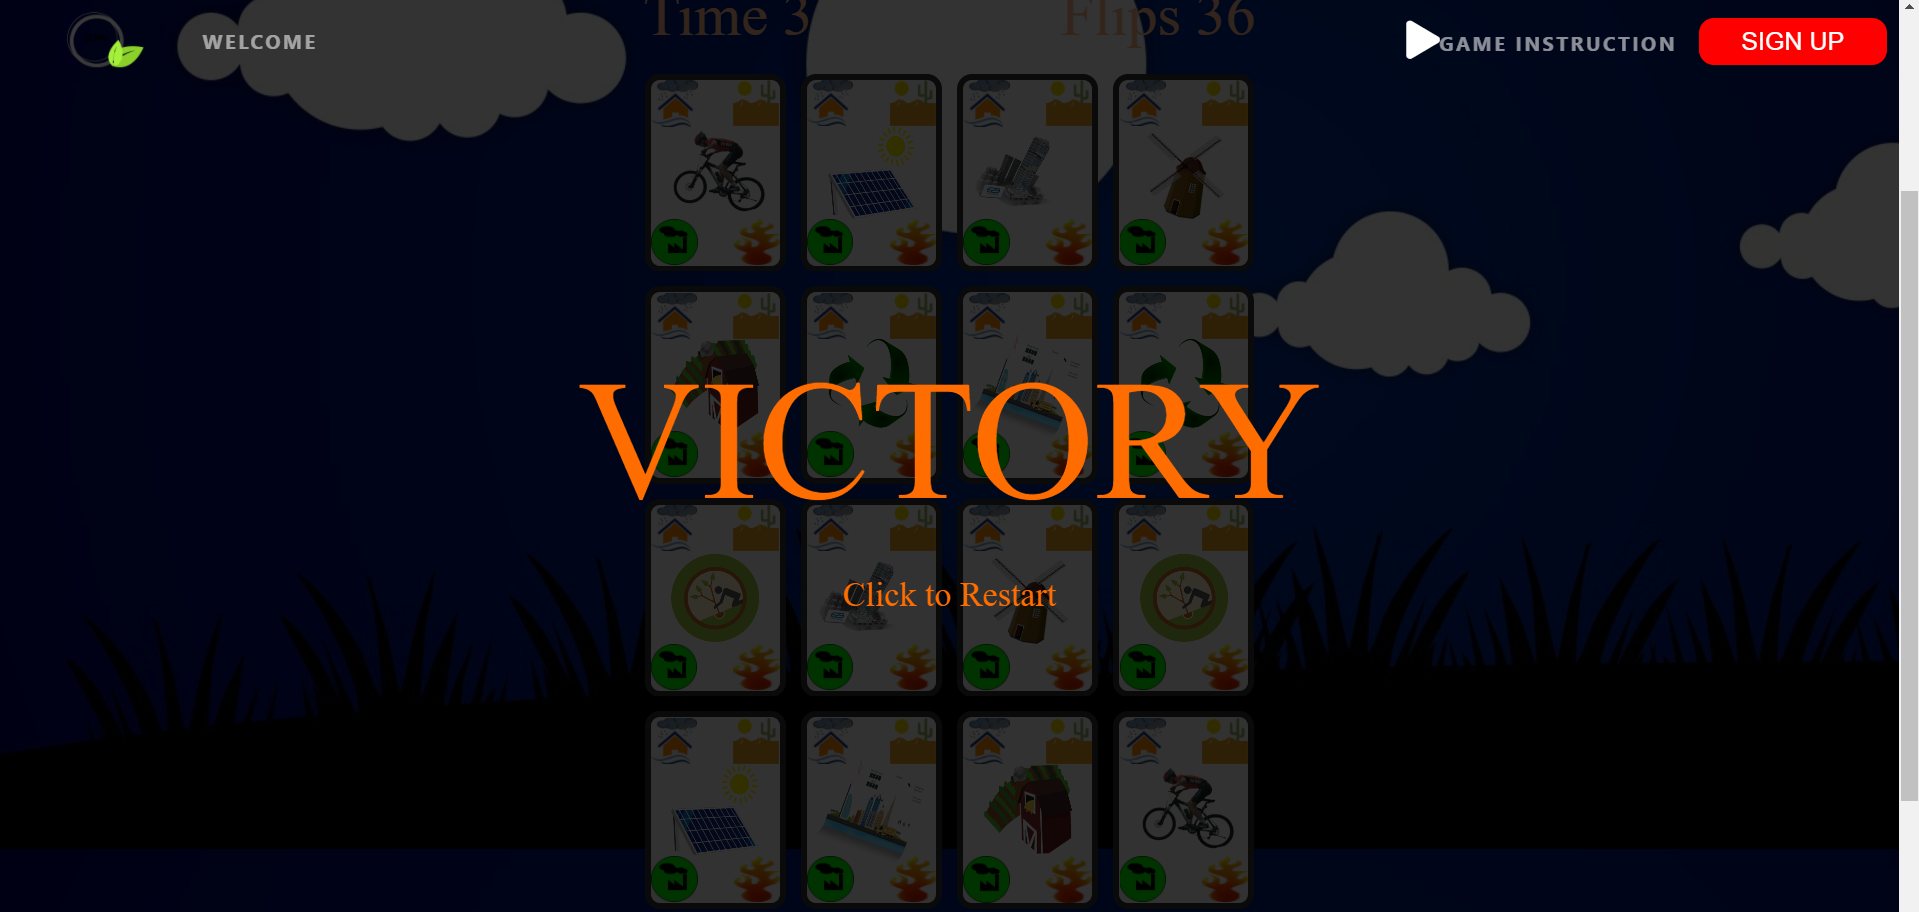 Time 3 Flips 36
WELCOME
GAME INSTRUCTION
SIGN UP
VICTORY
Click to Restart